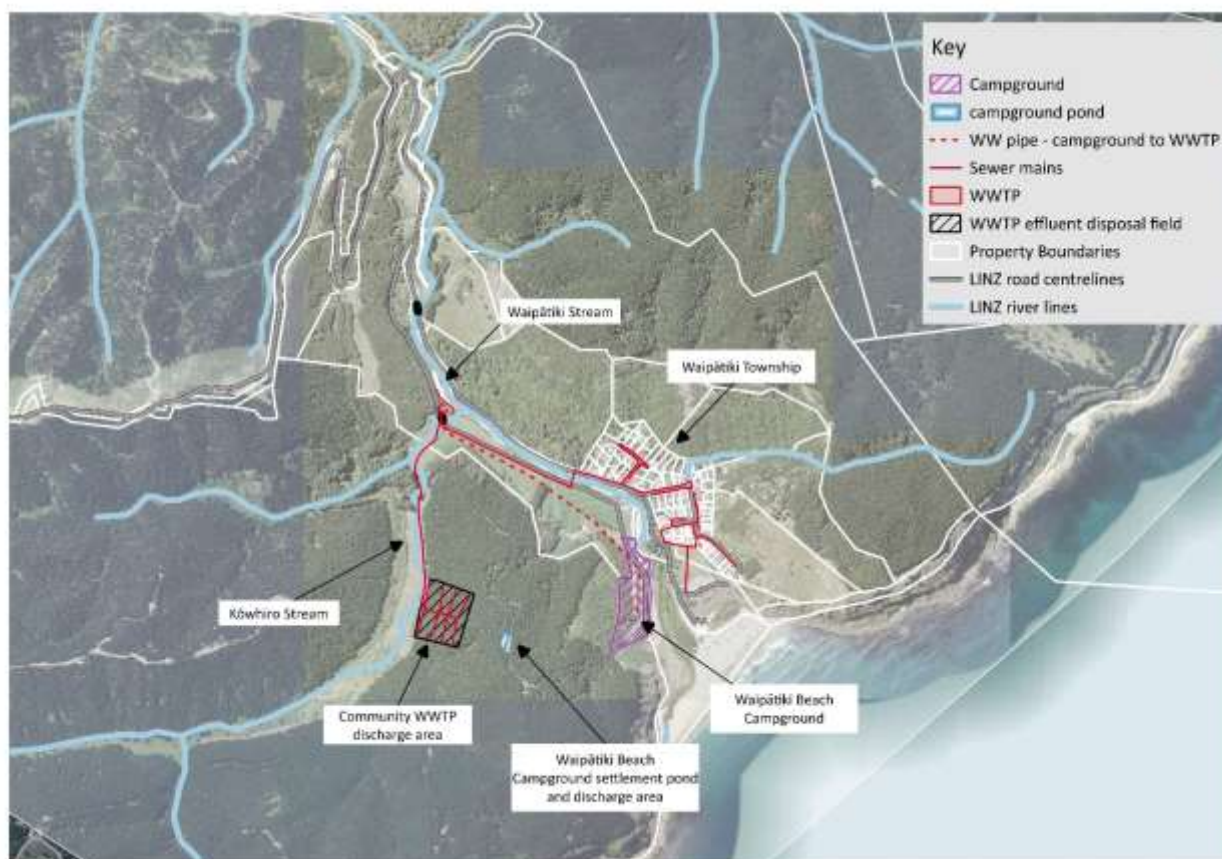 Key
Campground
campground pond
WW pipe - campground to WWTP
Sewer mains
WWTP
WWTP effluent disposal field
Property Boundaries
LINZ road centrelines
LINZ river lines
Waipātiki Stream
Waipātiki Township
Kōwhiro Stream
Community WWTP
discharge area
Waipātiki Beach
Campground settlement pond
and discharge area
Waipātiki Beach
Campground